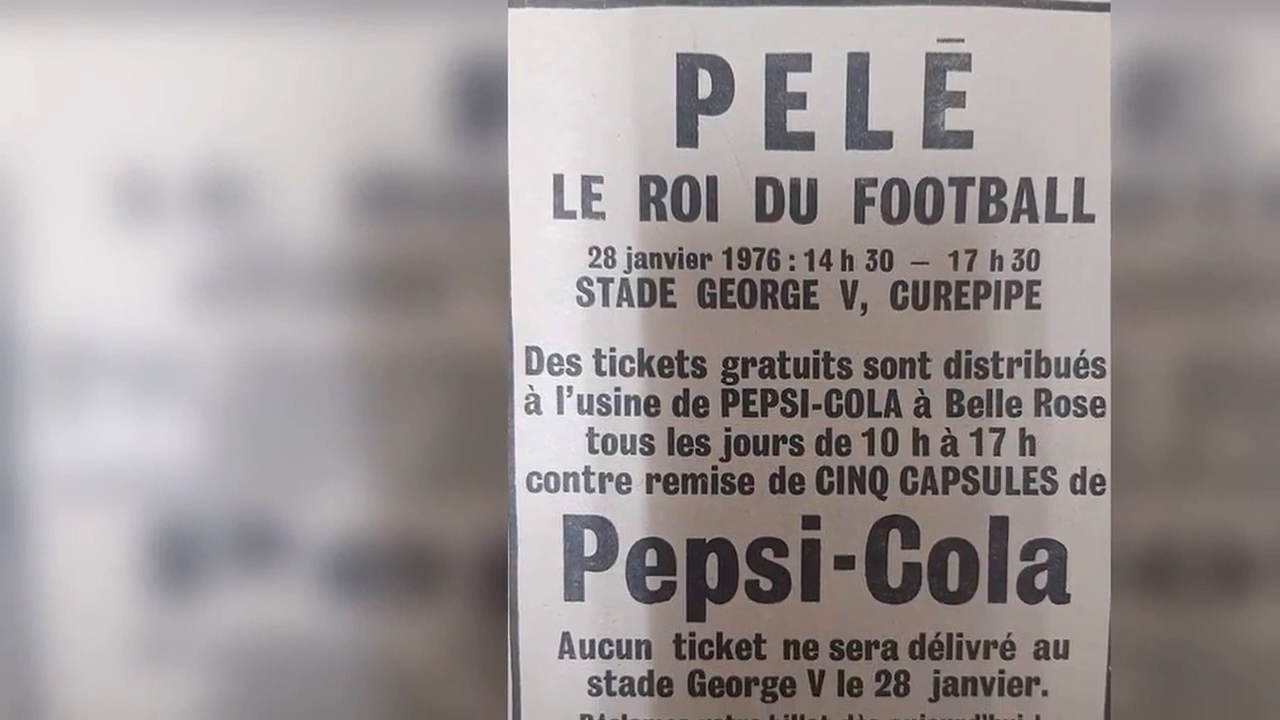 PELÉ
LE ROI DU FOOTBALL
28 janvier 1976 : 14 h 30 — 17 h 30
STADE GEORGE V, CUREPIPE
Des tickets gratuits sont distribués
à l'usine de PEPSI-COLA à Belle Rose
tous les jours de 10 h à 17 h
contre remise de CINQ CAPSULES de
Pepsi-Cola
Aucun ticket ne sera délivré au
stade George V le 28 janvier.